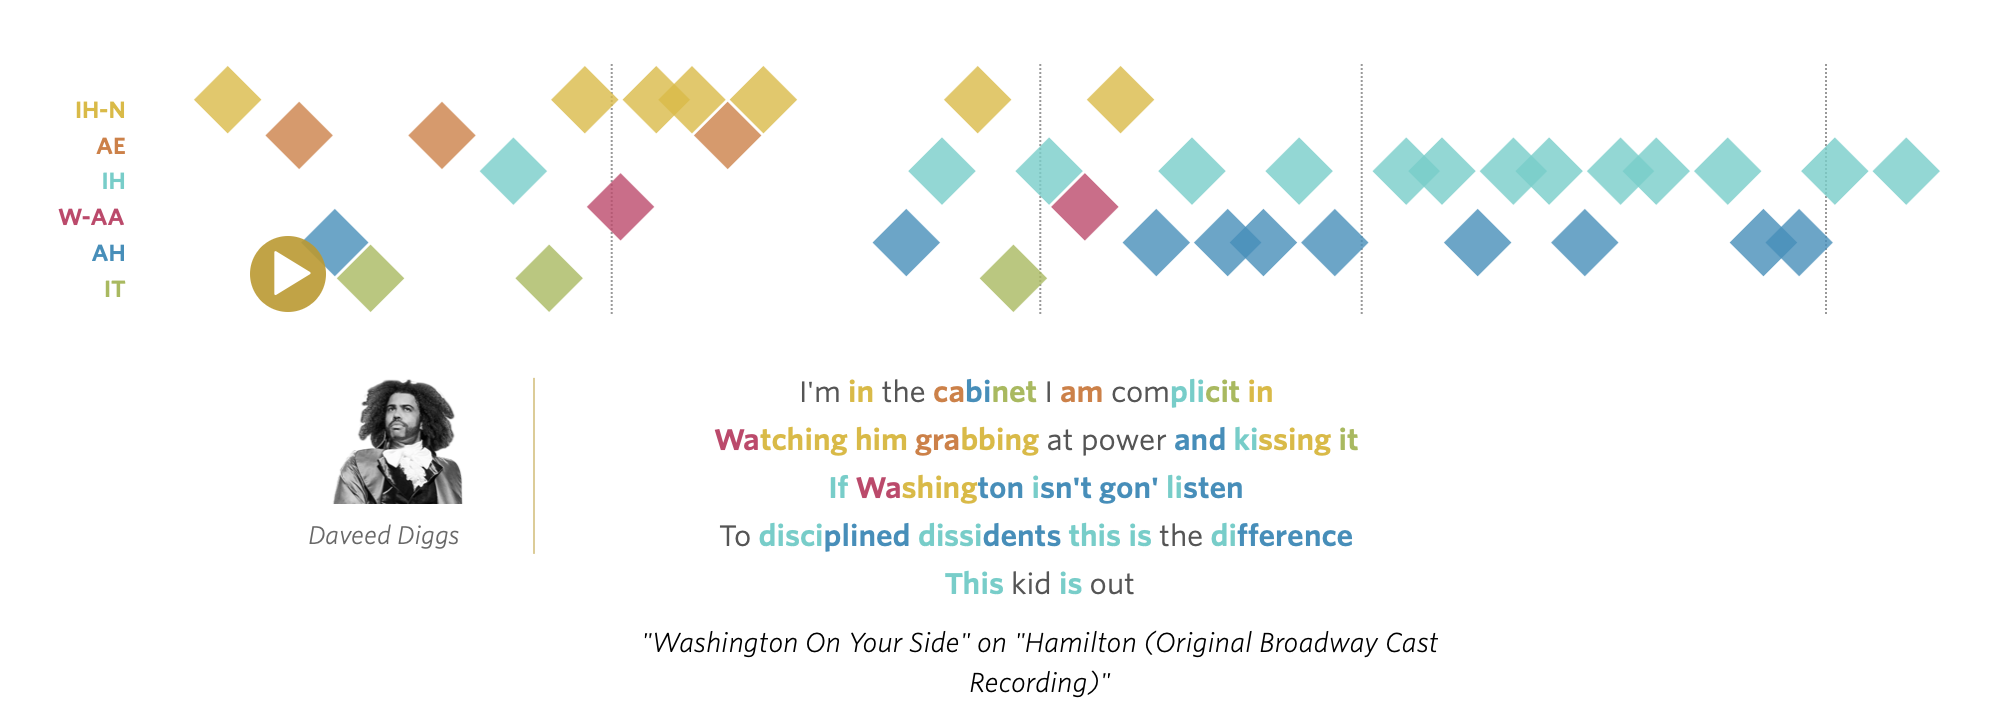 IH-N
AE
IH
W-AA
AH
IT
I'm in the cabinet I am complicit in
Watching him grabbing at power and kissing it
If Washington isn't gon' listen
To disciplined dissidents this is the difference
This kid is out
Daveed Diggs
"Washington On Your Side" on "Hamilton (Original Broadway Cast
Recording)"